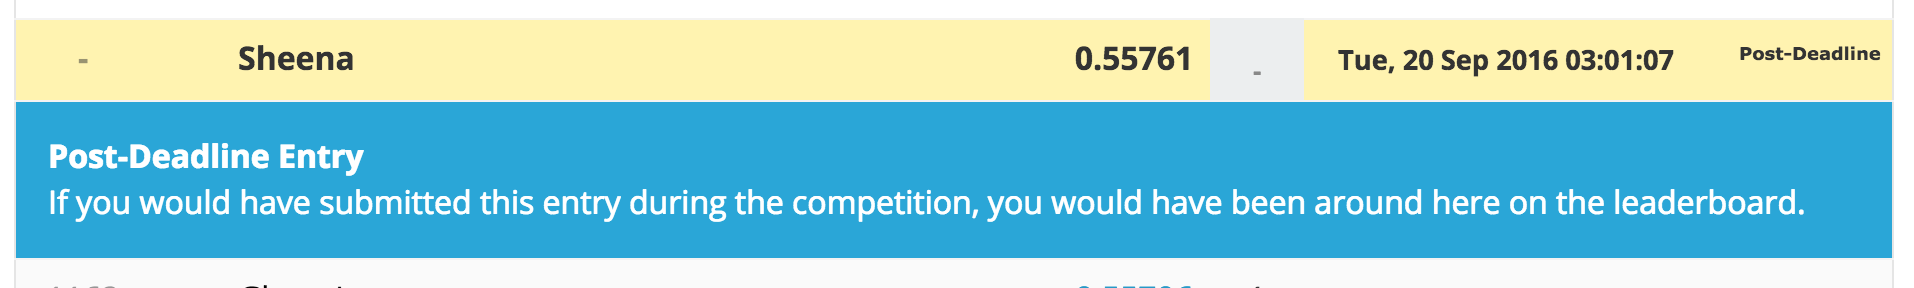 - Sheena 0.55761 - Tue, 20 Sep 2016 03:01:07 Post-Deadline
Post-Deadline Entry
If you would have submitted this entry during the competition, you would have been around here on the leaderboard.